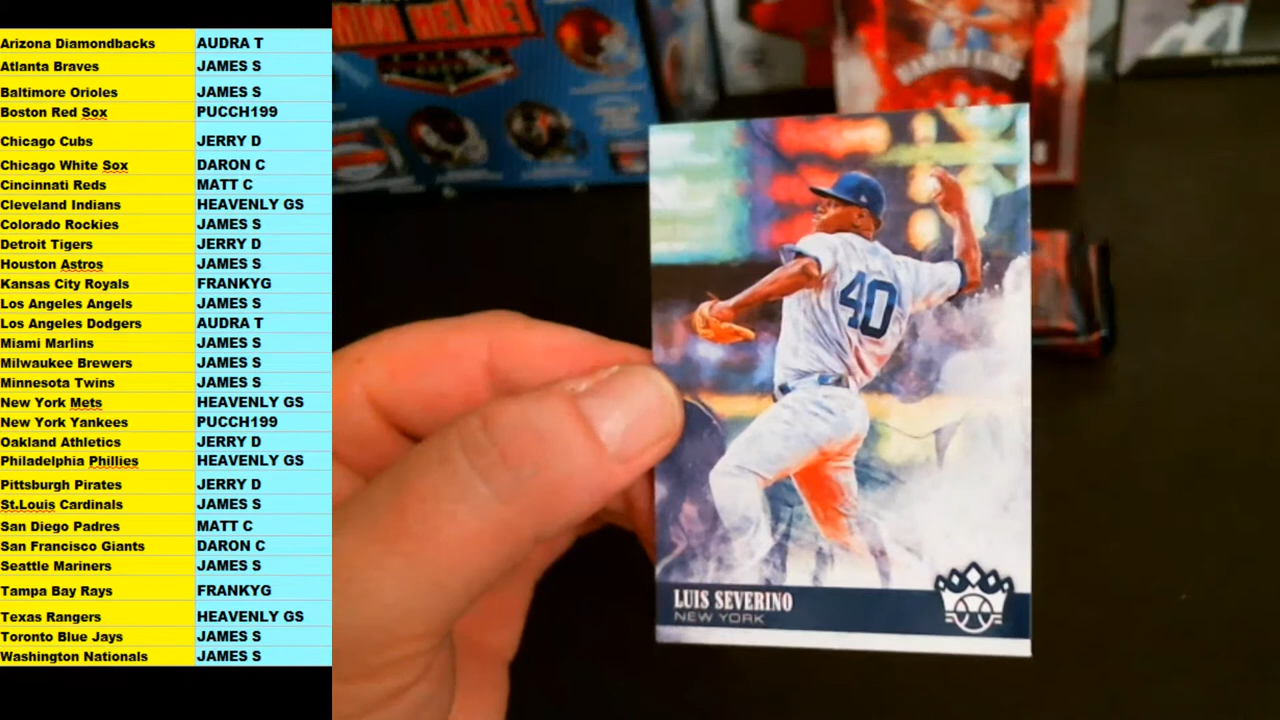 Arizona Diamondbacks AUDRA T
Atlanta Braves JAMES S
Baltimore Orioles JAMES S
Boston Red Sox PUCCH199
Chicago Cubs JERRY D
Chicago White Sox DARON C
Cincinnati Reds MATT C
Cleveland Indians HEAVENLY GS
Colorado Rockies JAMES S
Detroit Tigers JERRY D
Houston Astros JAMES S
Kansas City Royals FRANKYG
Los Angeles Angels JAMES S
Los Angeles Dodgers AUDRA T
Miami Marlins JAMES S
Milwaukee Brewers JAMES S
Minnesota Twins JAMES S
New York Mets HEAVENLY GS
New York Yankees PUCCH199
Oakland Athletics JERRY D
Philadelphia Phillies HEAVENLY GS
Pittsburgh Pirates JERRY D
St.Louis Cardinals JAMES S
San Diego Padres MATT C
San Francisco Giants DARON C
Seattle Mariners JAMES S
Tampa Bay Rays FRANKYG
Texas Rangers HEAVENLY GS
Toronto Blue Jays JAMES S
Washington Nationals JAMES S
MINI HELMET
DIAMOND KINGS
40
LUIS SEVERINO
NEW YORK